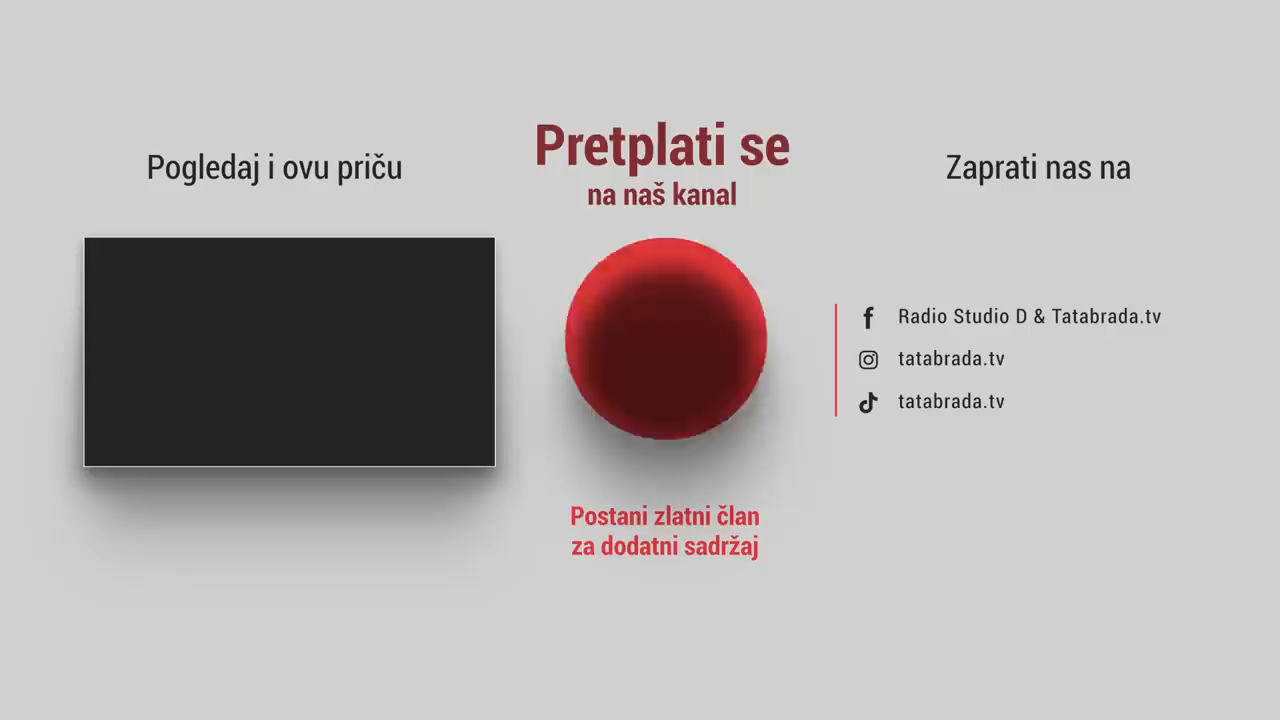 Pogledaj i ovu priču
Pretplati se
na naš kanal
Postani zlatni član
za dodatni sadržaj
Zaprati nas na
Radio Studio D & Tatabrada.tv
tatabrada.tv
tatabrada.tv